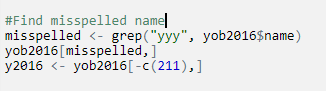 #Find misspelled name
misspelled <- grep("yyy", yob2016$name)
yob2016[misspelled,]
y2016 <- yob2016[-c(211),]